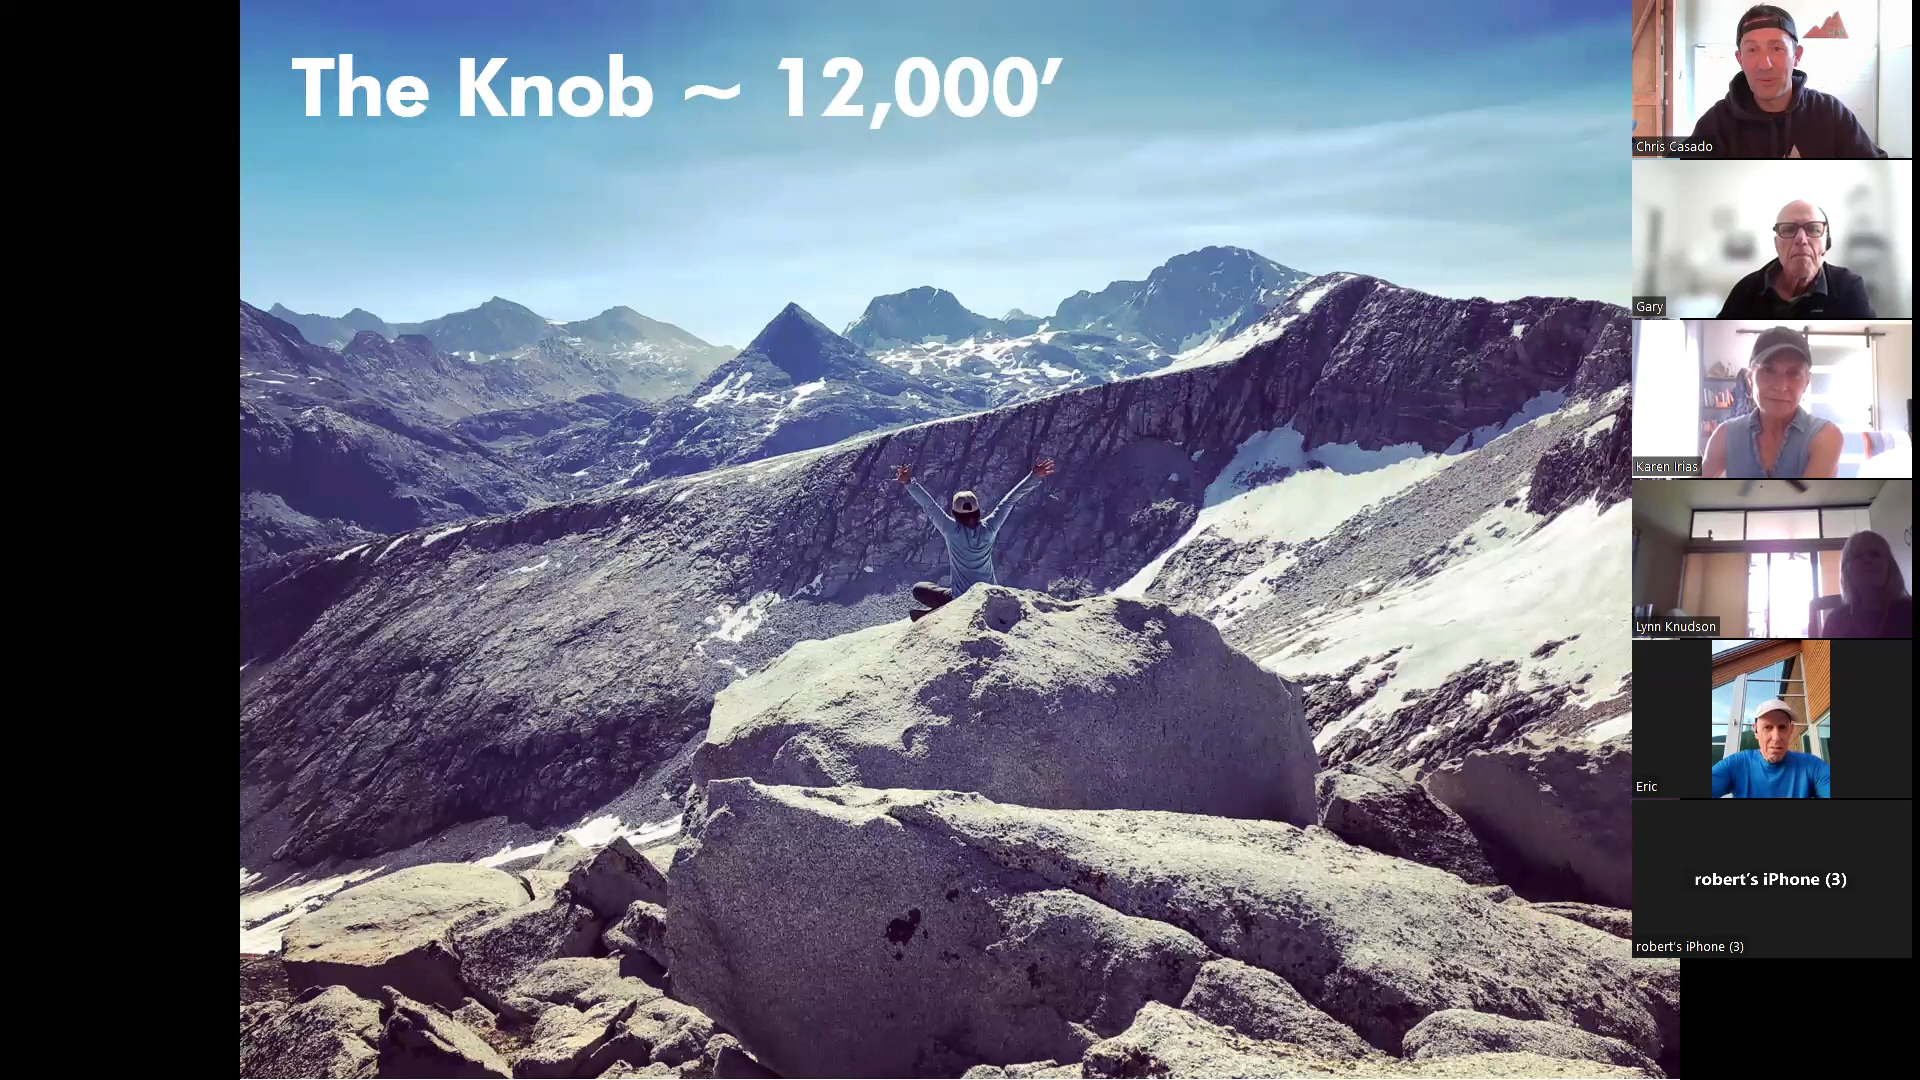 The Knob ~ 12,000’
Chris Casado
Gary
Karen Irias
Lynn Knudson
Eric
robert’s iPhone (3)
robert's iPhone (3)